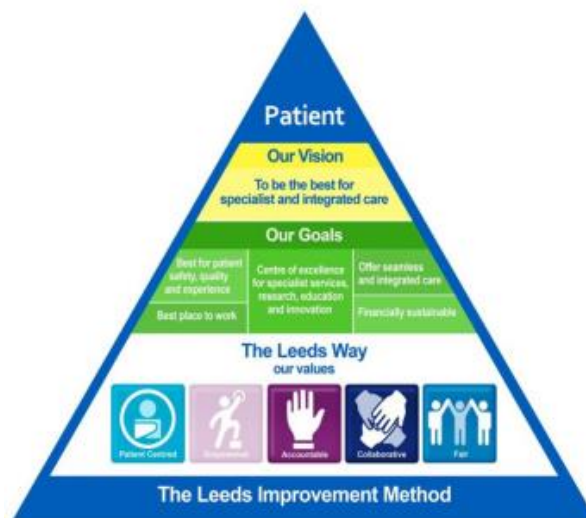 Patient
Our Vision
To be the best for
specialist and integrated care
Our Goals
Best for patient
safety, quality
and experience
Best place to work
Centre of excellence
for specialist services,
research, education
and innovation
Offer seamless
and integrated care
Financially sustainable
The Leeds Way
our values
Patient Centred
Empowered
Accountable
Collaborative
Fair
The Leeds Improvement Method